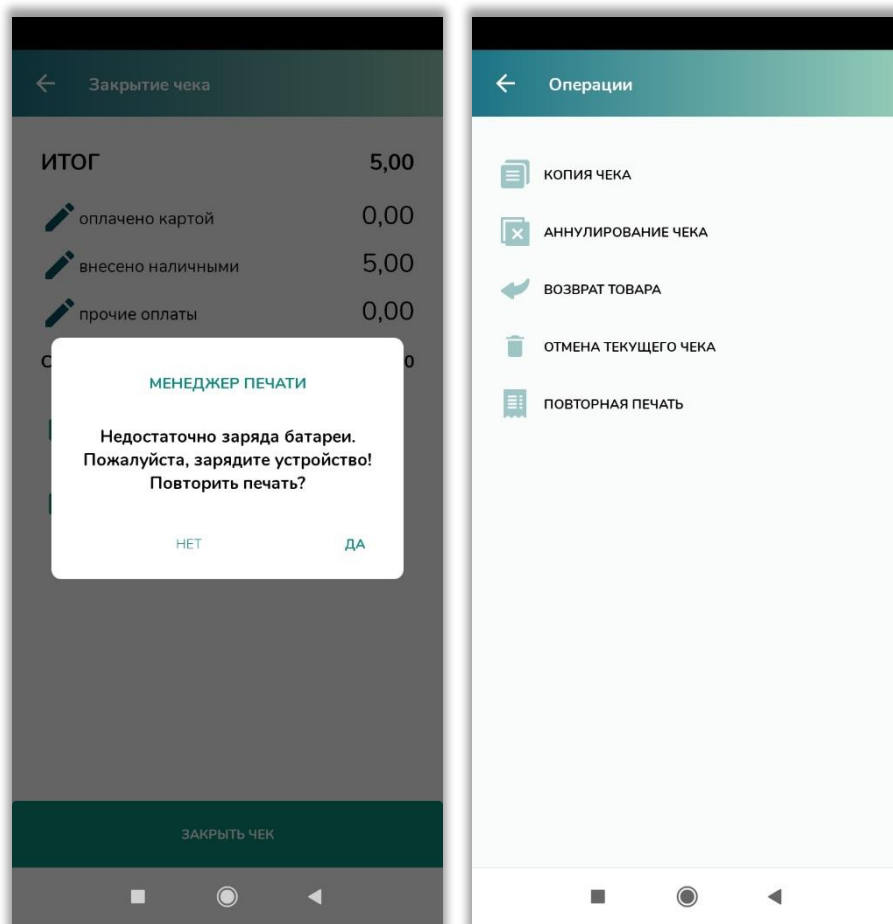 Закрытие чека
ИТОГ 5,00
оплачено картой 0,00
внесено наличными 5,00
прочие оплаты 0,00
С 0
МЕНЕДЖЕР ПЕЧАТИ
Недостаточно заряда батареи.
Пожалуйста, зарядите устройство!
Повторить печать?
НЕТ ДА
ЗАКРЫТЬ ЧЕК
Операции
КОПИЯ ЧЕКА
АННУЛИРОВАНИЕ ЧЕКА
ВОЗВРАТ ТОВАРА
ОТМЕНА ТЕКУЩЕГО ЧЕКА
ПОВТОРНАЯ ПЕЧАТЬ